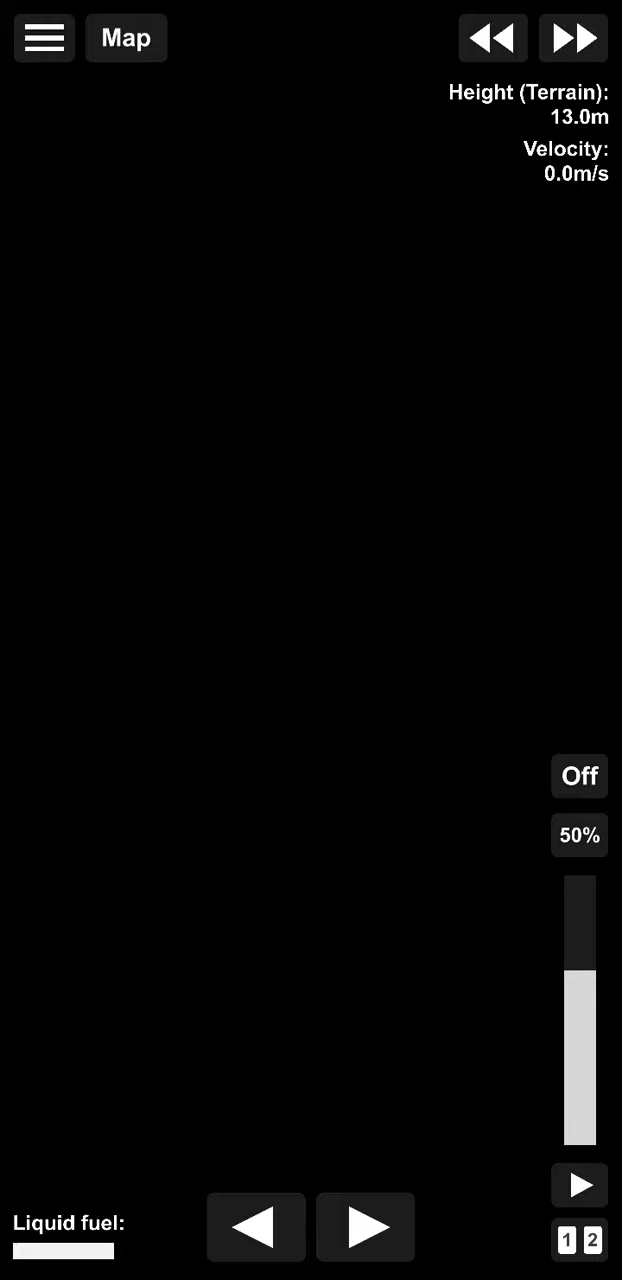 Map
Height (Terrain):
13.0m
Velocity:
0.0m/s
Off
50%
Liquid fuel:
1 2